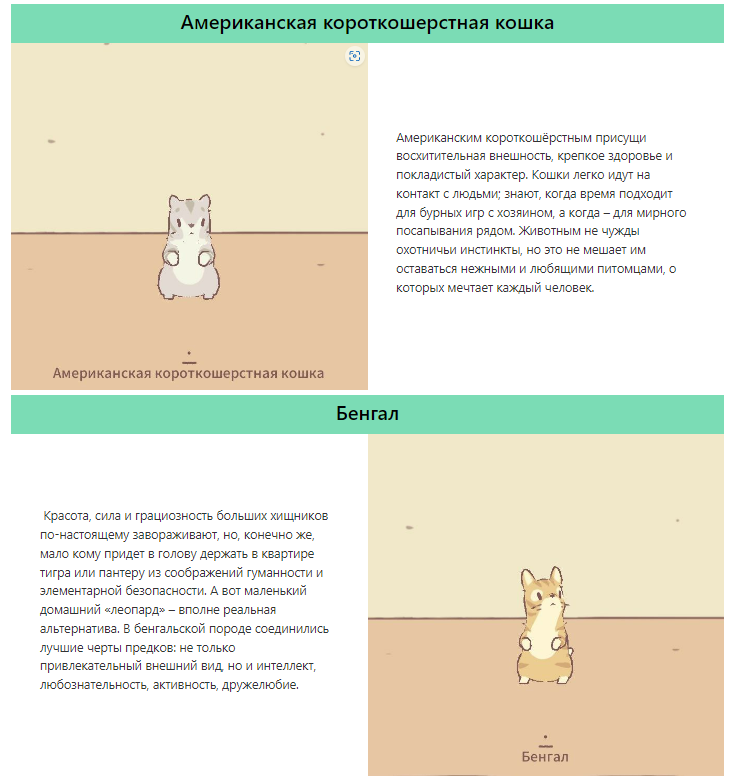 Американская короткошерстная кошка
Американским короткошёрстным присущи
восхитительная внешность, крепкое здоровье и
покладистый характер. Кошки легко идут на
контакт с людьми; знают, когда время подходит
для бурных игр с хозяином, а когда – для мирного
посапывания рядом. Животным не чужды
охотничьи инстинкты, но это не мешает им
оставаться нежными и любящими питомцами, о
которых мечтает каждый человек.
Американская короткошерстная кошка
Бенгал
Красота, сила и грациозность больших хищников
по-настоящему завораживают, но, конечно же,
мало кому придет в голову держать в квартире
тигра или пантеру из соображений гуманности и
элементарной безопасности. А вот маленький
домашний «леопард» – вполне реальная
альтернатива. В бенгальской породе соединились
лучшие черты предков: не только
привлекательный внешний вид, но и интеллект,
любознательность, активность, дружелюбие.
Бенгал